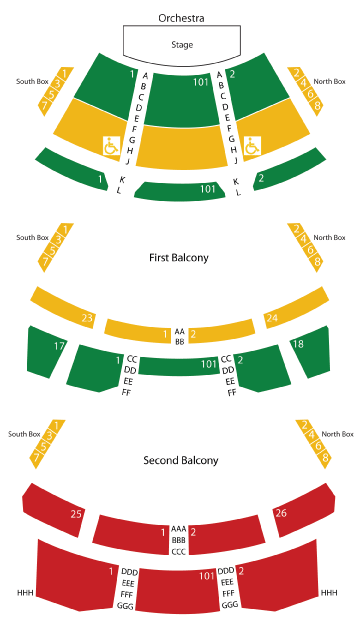 Orchestra
Stage
1 A 101 A 2
B B
C C
D D
E E
F F
G G
H H
J J
1 K 101 K 2
L L
South Box 1 3 5 7
North Box 2 4 6 8
First Balcony
South Box 1 3 5 7
North Box 2 4 6 8
23 24
1 AA 2
BB
17 18
1 CC 101 CC 2
DD DD
EE EE
FF FF
Second Balcony
South Box 1 3 5 7
North Box 2 4 6 8
25 26
1 AAA 2
BBB
CCC
1 DDD 101 DDD 2
EEE EEE
HHH FFF FFF HHH
GGG GGG